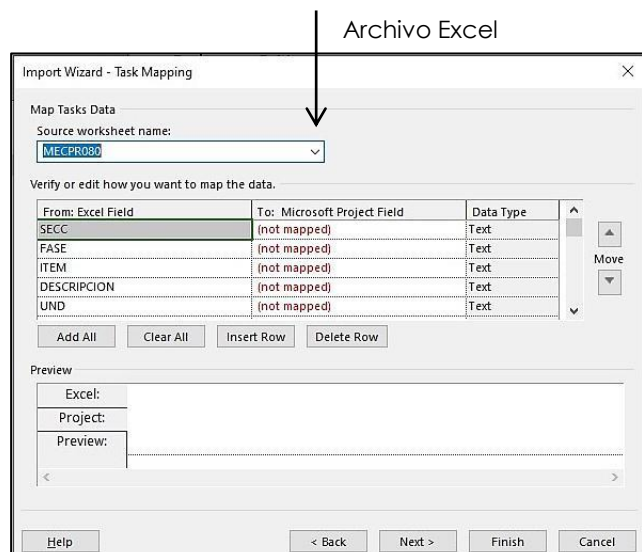 Archivo Excel
Import Wizard - Task Mapping
Map Tasks Data
Source worksheet name:
MECPR080
Verify or edit how you want to map the data.
From: Excel Field To: Microsoft Project Field Data Type
SECC (not mapped) Text
FASE (not mapped) Text
ITEM (not mapped) Text
DESCRIPCION (not mapped) Text
UND (not mapped) Text
Move
Add All Clear All Insert Row Delete Row
Preview
Excel:
Project:
Preview:
Help < Back Next > Finish Cancel